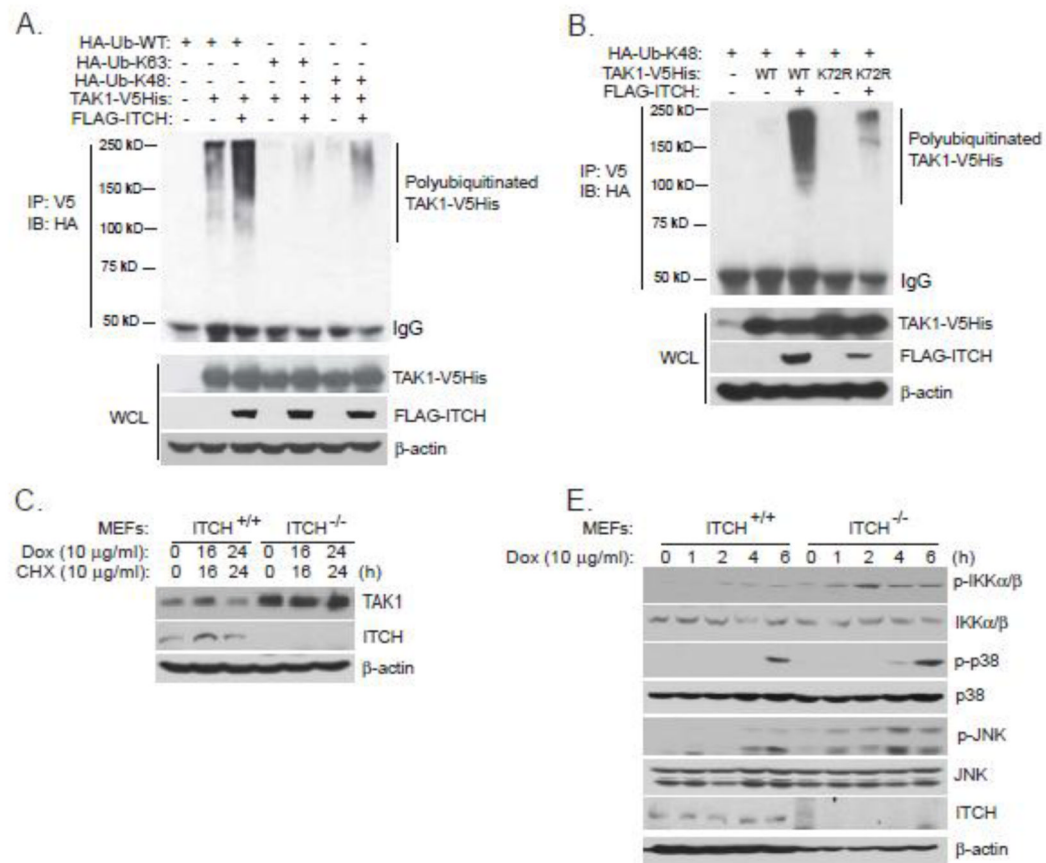 A.
HA-Ub-WT: + + + - - - -
HA-Ub-K63: - - - + + - -
HA-Ub-K48: - - - - - + +
TAK1-V5His: - + + + + + +
FLAG-ITCH: - - + - + - +
250 kD
150 kD
100 kD
75 kD
50 kD
IP: V5
IB: HA
Polyubiquitinated
TAK1-V5His
IgG
TAK1-V5His
WCL
FLAG-ITCH
β-actin
B.
HA-Ub-K48: + + + + +
TAK1-V5His: - WT WT K72R K72R
FLAG-ITCH: - - + - +
250 kD
150 kD
100 kD
75 kD
50 kD
IP: V5
IB: HA
Polyubiquitinated
TAK1-V5His
IgG
TAK1-V5His
WCL
FLAG-ITCH
β-actin
C.
MEFs: ITCH+/+ ITCH-/-
Dox (10 μg/ml): 0 16 24 0 16 24
CHX (10 μg/ml): 0 16 24 0 16 24 (h)
TAK1
ITCH
β-actin
E.
MEFs: ITCH+/+ ITCH-/-
Dox (10 μg/ml): 0 1 2 4 6 0 1 2 4 6 (h)
p-IKKα/β
IKKα/β
p-p38
p38
p-JNK
JNK
ITCH
β-actin